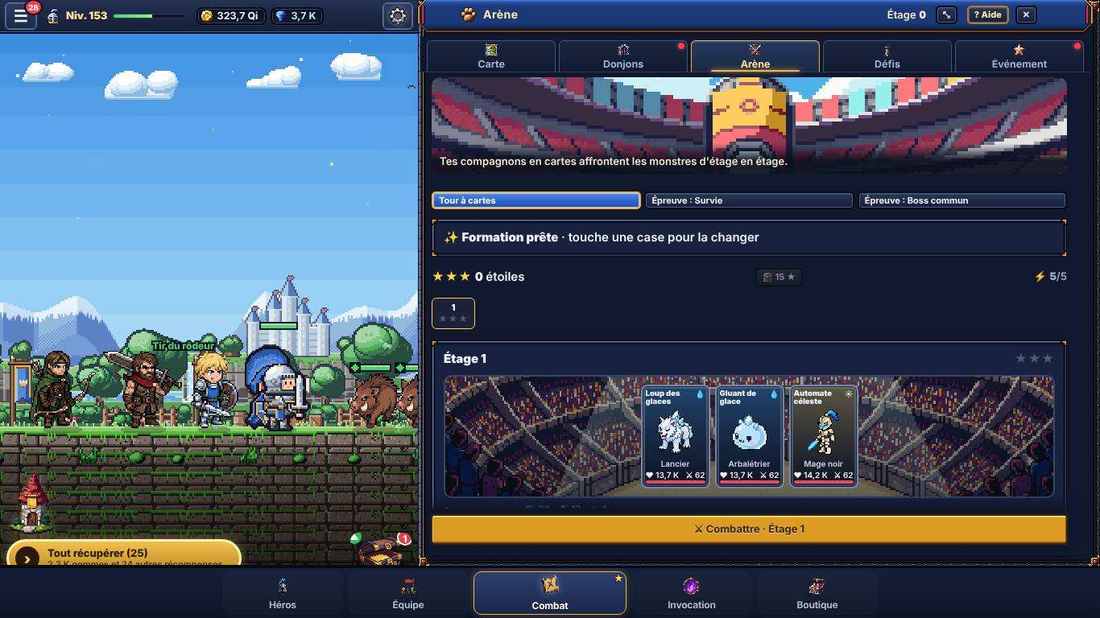 28
Niv. 153
323,7 Qi
3,7 K
Arène
Étage 0
? Aide
Carte
Donjons
Arène
Défis
Événement
Tes compagnons en cartes affrontent les monstres d'étage en étage.
Tour à cartes
Épreuve : Survie
Épreuve : Boss commun
✨ Formation prête · touche une case pour la changer
★ ★ ★ 0 étoiles
15 ★
⚡ 5/5
1
★ ★ ★
Étage 1
★ ★ ★
Tir du rôdeur
Loup des glaces
Lancier
♥ 13,7 K ⚔ 62
Gluant de glace
Arbalétrier
♥ 13,7 K ⚔ 62
Automate céleste
Mage noir
♥ 14,2 K ⚔ 62
⚔ Combattre · Étage 1
Tout récupérer (25)
1
Héros
Équipe
Combat
Invocation
Boutique